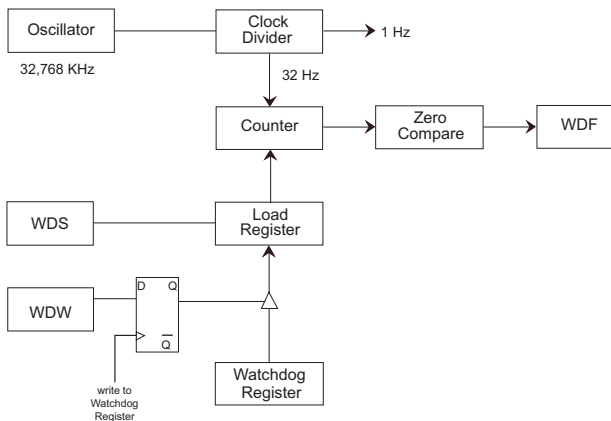 Oscillator
32,768 KHz
Clock
Divider
1 Hz
32 Hz
Counter
Zero
Compare
WDF
WDS
Load
Register
WDW
D Q
Q
write to
Watchdog
Register
Watchdog
Register